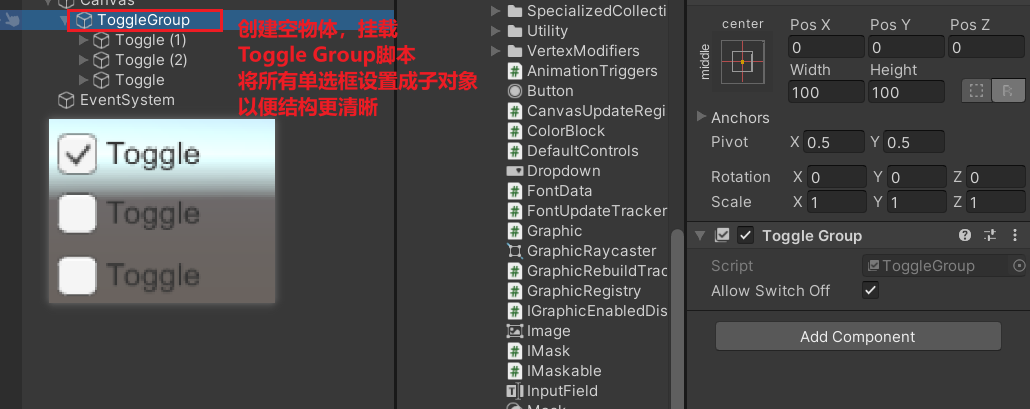 Canvas
ToggleGroup
Toggle (1)
Toggle (2)
Toggle
EventSystem
创建空物体，挂载
Toggle Group脚本
将所有单选框设置成子对象
以便结构更清晰
Toggle
Toggle
Toggle
SpecializedCollecti
Utility
VertexModifiers
AnimationTriggers
Button
CanvasUpdateRegi
ColorBlock
DefaultControls
Dropdown
FontData
FontUpdateTracker
Graphic
GraphicRaycaster
GraphicRebuildTrac
GraphicRegistry
IGraphicEnabledDis
Image
IMask
IMaskable
InputField
Mask
center
middle
Pos X Pos Y Pos Z
0 0 0
Width Height
100 100
R
Anchors
Pivot X 0.5 Y 0.5
Rotation X 0 Y 0 Z 0
Scale X 1 Y 1 Z 1
Toggle Group
Script ToggleGroup
Allow Switch Off
Add Component